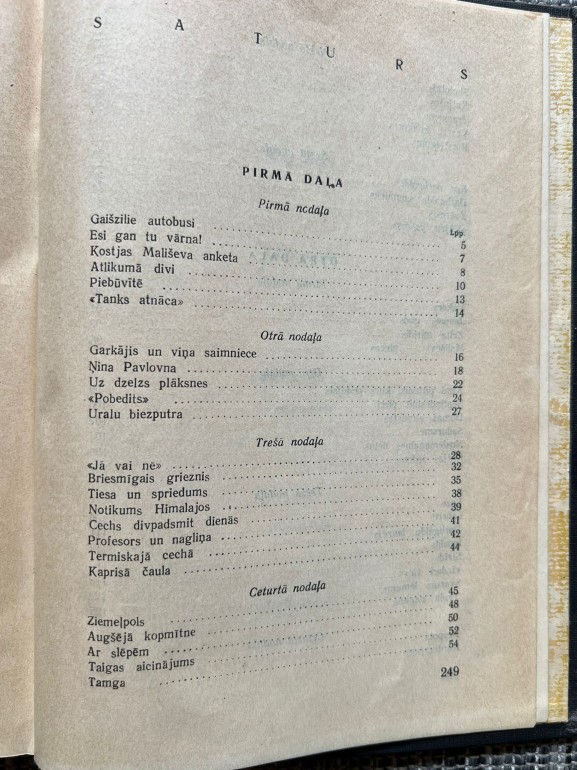 SATURS
PIRMĀ DAĻA
Pirmā nodaļa
Lpp.
Gaišzilie autobusi 5
Esi gan tu vārna! 7
Kostjas Mališeva anketa 8
Atlikumā divi 10
Piebūvītē 13
«Tanks atnāca» 14
Otrā nodaļa
Garkājis un viņa saimniece 16
Ņina Pavlovna 18
Uz dzelzs plāksnes 22
«Pobedits» 24
Uralu biezputra 27
Trešā nodaļa
«Jā vai nē» 28
Briesmīgais grieznis 32
Tiesa un spriedums 35
Notikums Himalajos 38
Cechs divpadsmit dienās 39
Profesors un nagliņa 41
Termiskajā cechā 42
Kaprisā čaula 44
Ceturtā nodaļa
Ziemeļpols 45
Augšējā kopmītne 48
Ar slēpēm 50
Taigas aicinājums 52
Tamga 54
249